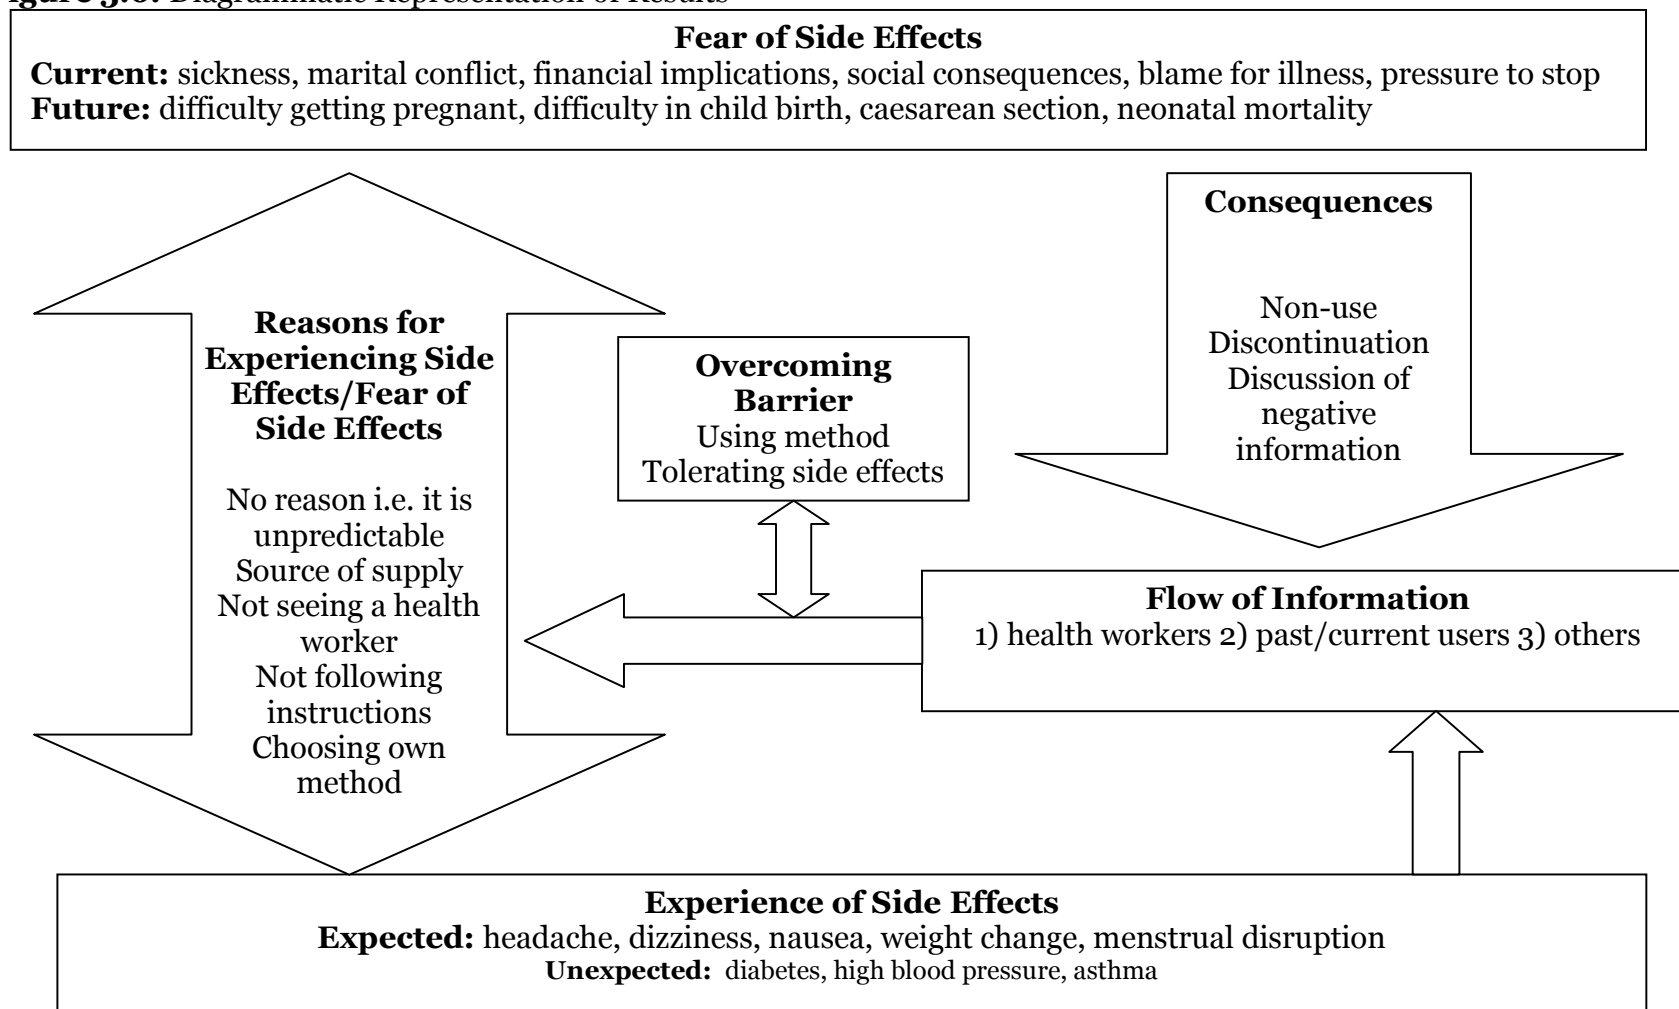 Diagrammatic Representation of Results
Fear of Side Effects
Current: sickness, marital conflict, financial implications, social consequences, blame for illness, pressure to stop
Future: difficulty getting pregnant, difficulty in child birth, caesarean section, neonatal mortality
Consequences
Non-use
Discontinuation
Discussion of
negative
information
Reasons for
Experiencing Side
Effects/Fear of
Side Effects
No reason i.e. it is
unpredictable
Source of supply
Not seeing a health
worker
Not following
instructions
Choosing own
method
Overcoming
Barrier
Using method
Tolerating side effects
Flow of Information
1) health workers 2) past/current users 3) others
Experience of Side Effects
Expected: headache, dizziness, nausea, weight change, menstrual disruption
Unexpected: diabetes, high blood pressure, asthma